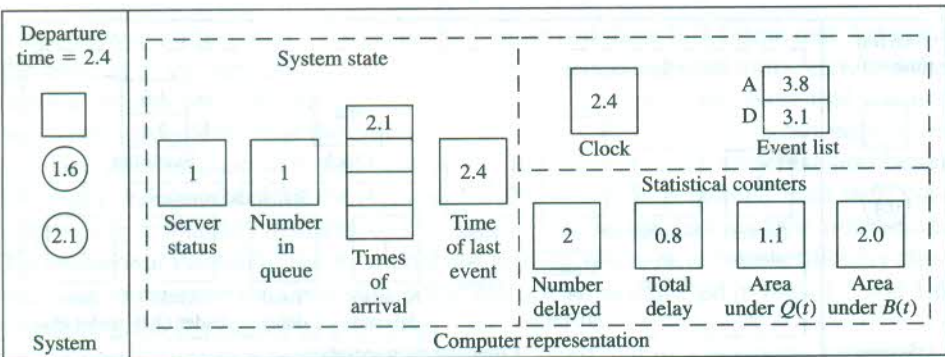 Departure
time = 2.4
1.6
2.1
System
System state
1
Server
status
1
Number
in
queue
2.1
Times
of
arrival
2.4
Time
of last
event
2.4
Clock
A 3.8
D 3.1
Event list
Statistical counters
2
Number
delayed
0.8
Total
delay
1.1
Area
under Q(t)
2.0
Area
under B(t)
Computer representation